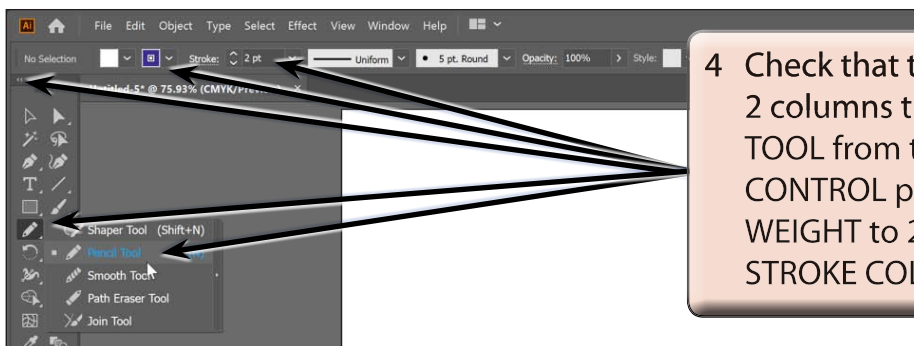 Ai File Edit Object Type Select Effect View Window Help
No Selection Stroke: 2 pt Uniform 5 pt. Round Opacity: 100% Style:
Untitled-5* @ 75.93% (CMYK/Preview) ×
T
Shaper Tool (Shift+N)
Pencil Tool (N)
Smooth Tool
Path Eraser Tool
Join Tool
4 Check that t
2 columns t
TOOL from t
CONTROL p
WEIGHT to 2
STROKE COL